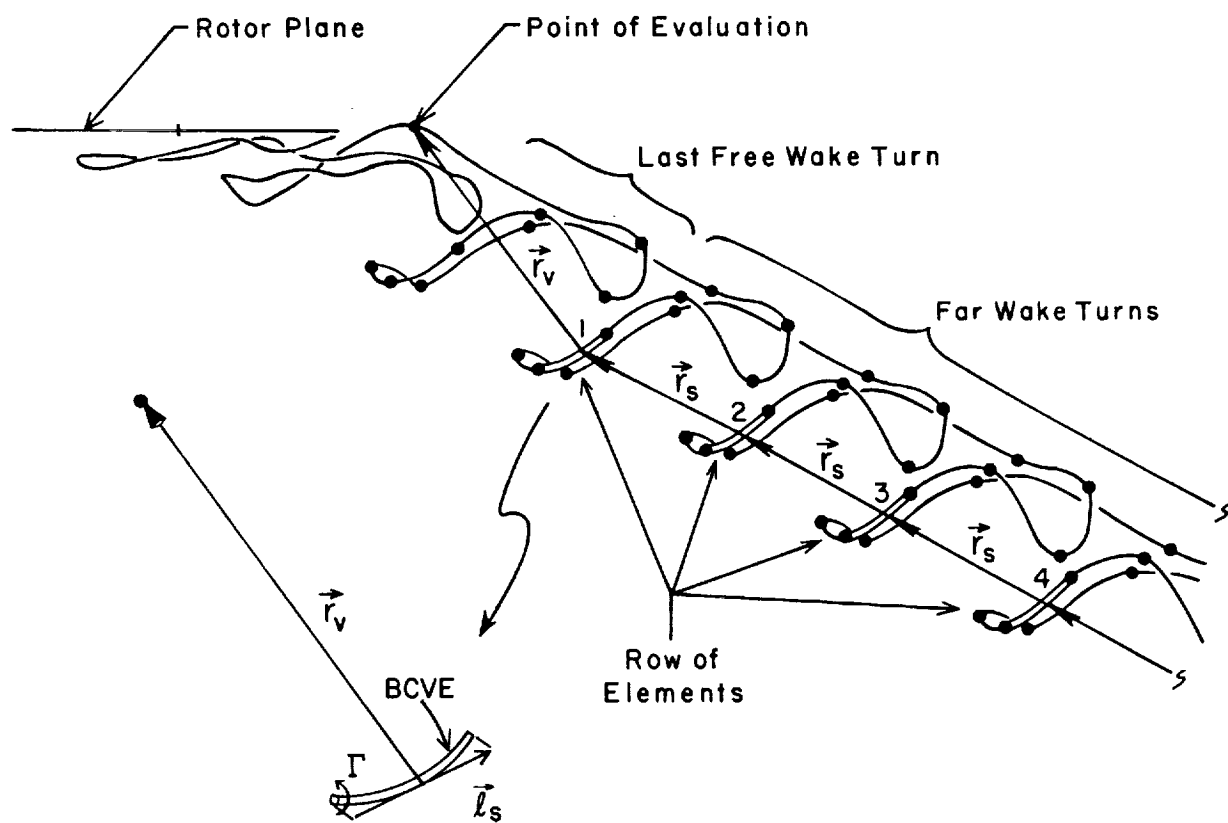 Rotor Plane
Point of Evaluation
Last Free Wake Turn
Far Wake Turns
r⃗v
1
r⃗s
2
r⃗s
3
r⃗s
4
Row of
Elements
r⃗v
BCVE
Γ
ℓ⃗s